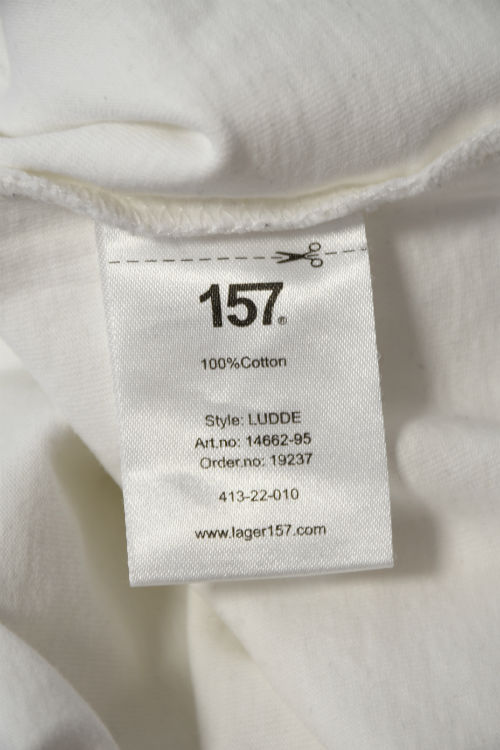 157®
100%Cotton
Style: LUDDE
Art.no: 14662-95
Order.no: 19237
413-22-010
www.lager157.com